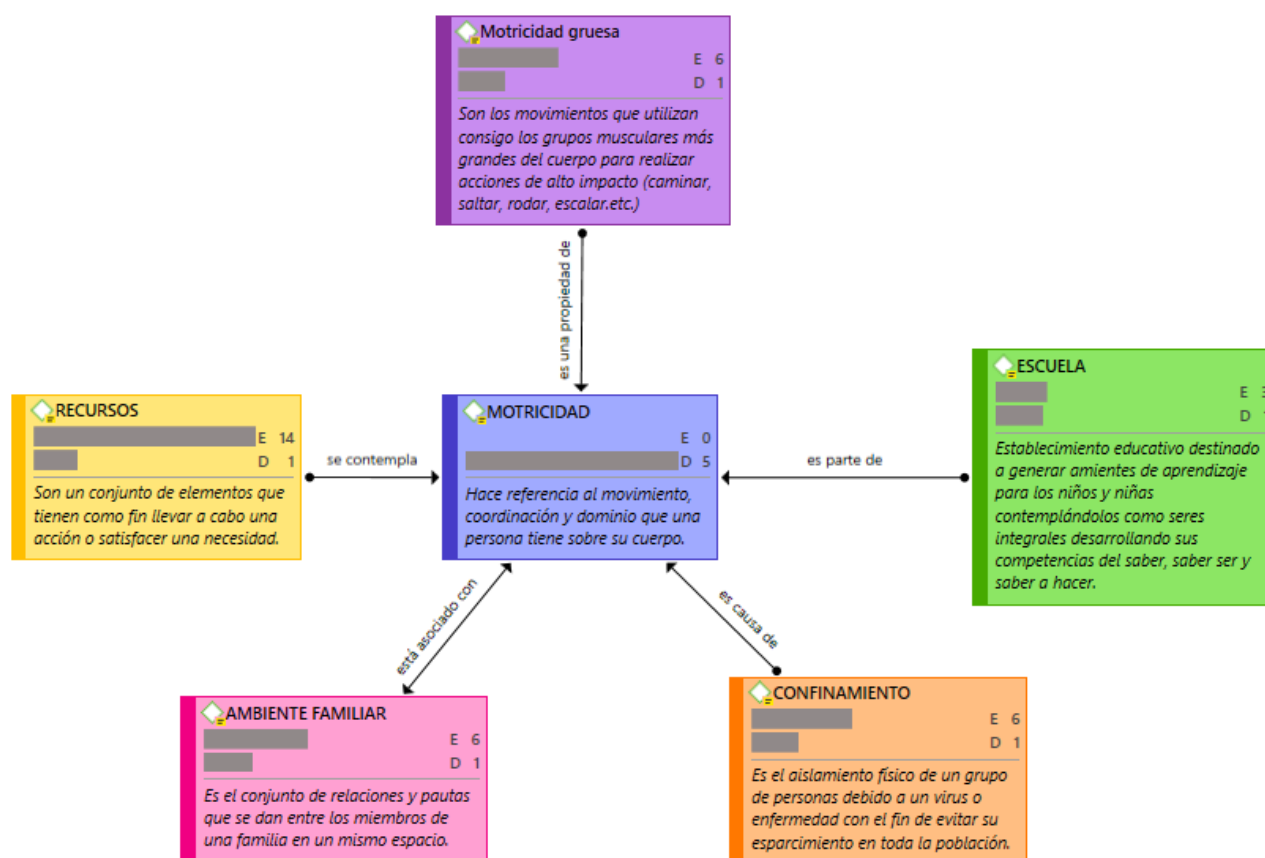 Motricidad gruesa
E 6
D 1
Son los movimientos que utilizan
consigo los grupos musculares más
grandes del cuerpo para realizar
acciones de alto impacto (caminar,
saltar, rodar, escalar.etc.)
es una propiedad de
RECURSOS
E 14
D 1
Son un conjunto de elementos que
tienen como fin llevar a cabo una
acción o satisfacer una necesidad.
se contempla
MOTRICIDAD
E 0
D 5
Hace referencia al movimiento,
coordinación y dominio que una
persona tiene sobre su cuerpo.
es parte de
ESCUELA
E
D
Establecimiento educativo destinado
a generar amientes de aprendizaje
para los niños y niñas
contemplándolos como seres
integrales desarrollando sus
competencias del saber, saber ser y
saber a hacer.
está asociado con
es causa de
AMBIENTE FAMILIAR
E 6
D 1
Es el conjunto de relaciones y pautas
que se dan entre los miembros de
una familia en un mismo espacio.
CONFINAMIENTO
E 6
D 1
Es el aislamiento físico de un grupo
de personas debido a un virus o
enfermedad con el fin de evitar su
esparcimiento en toda la población.